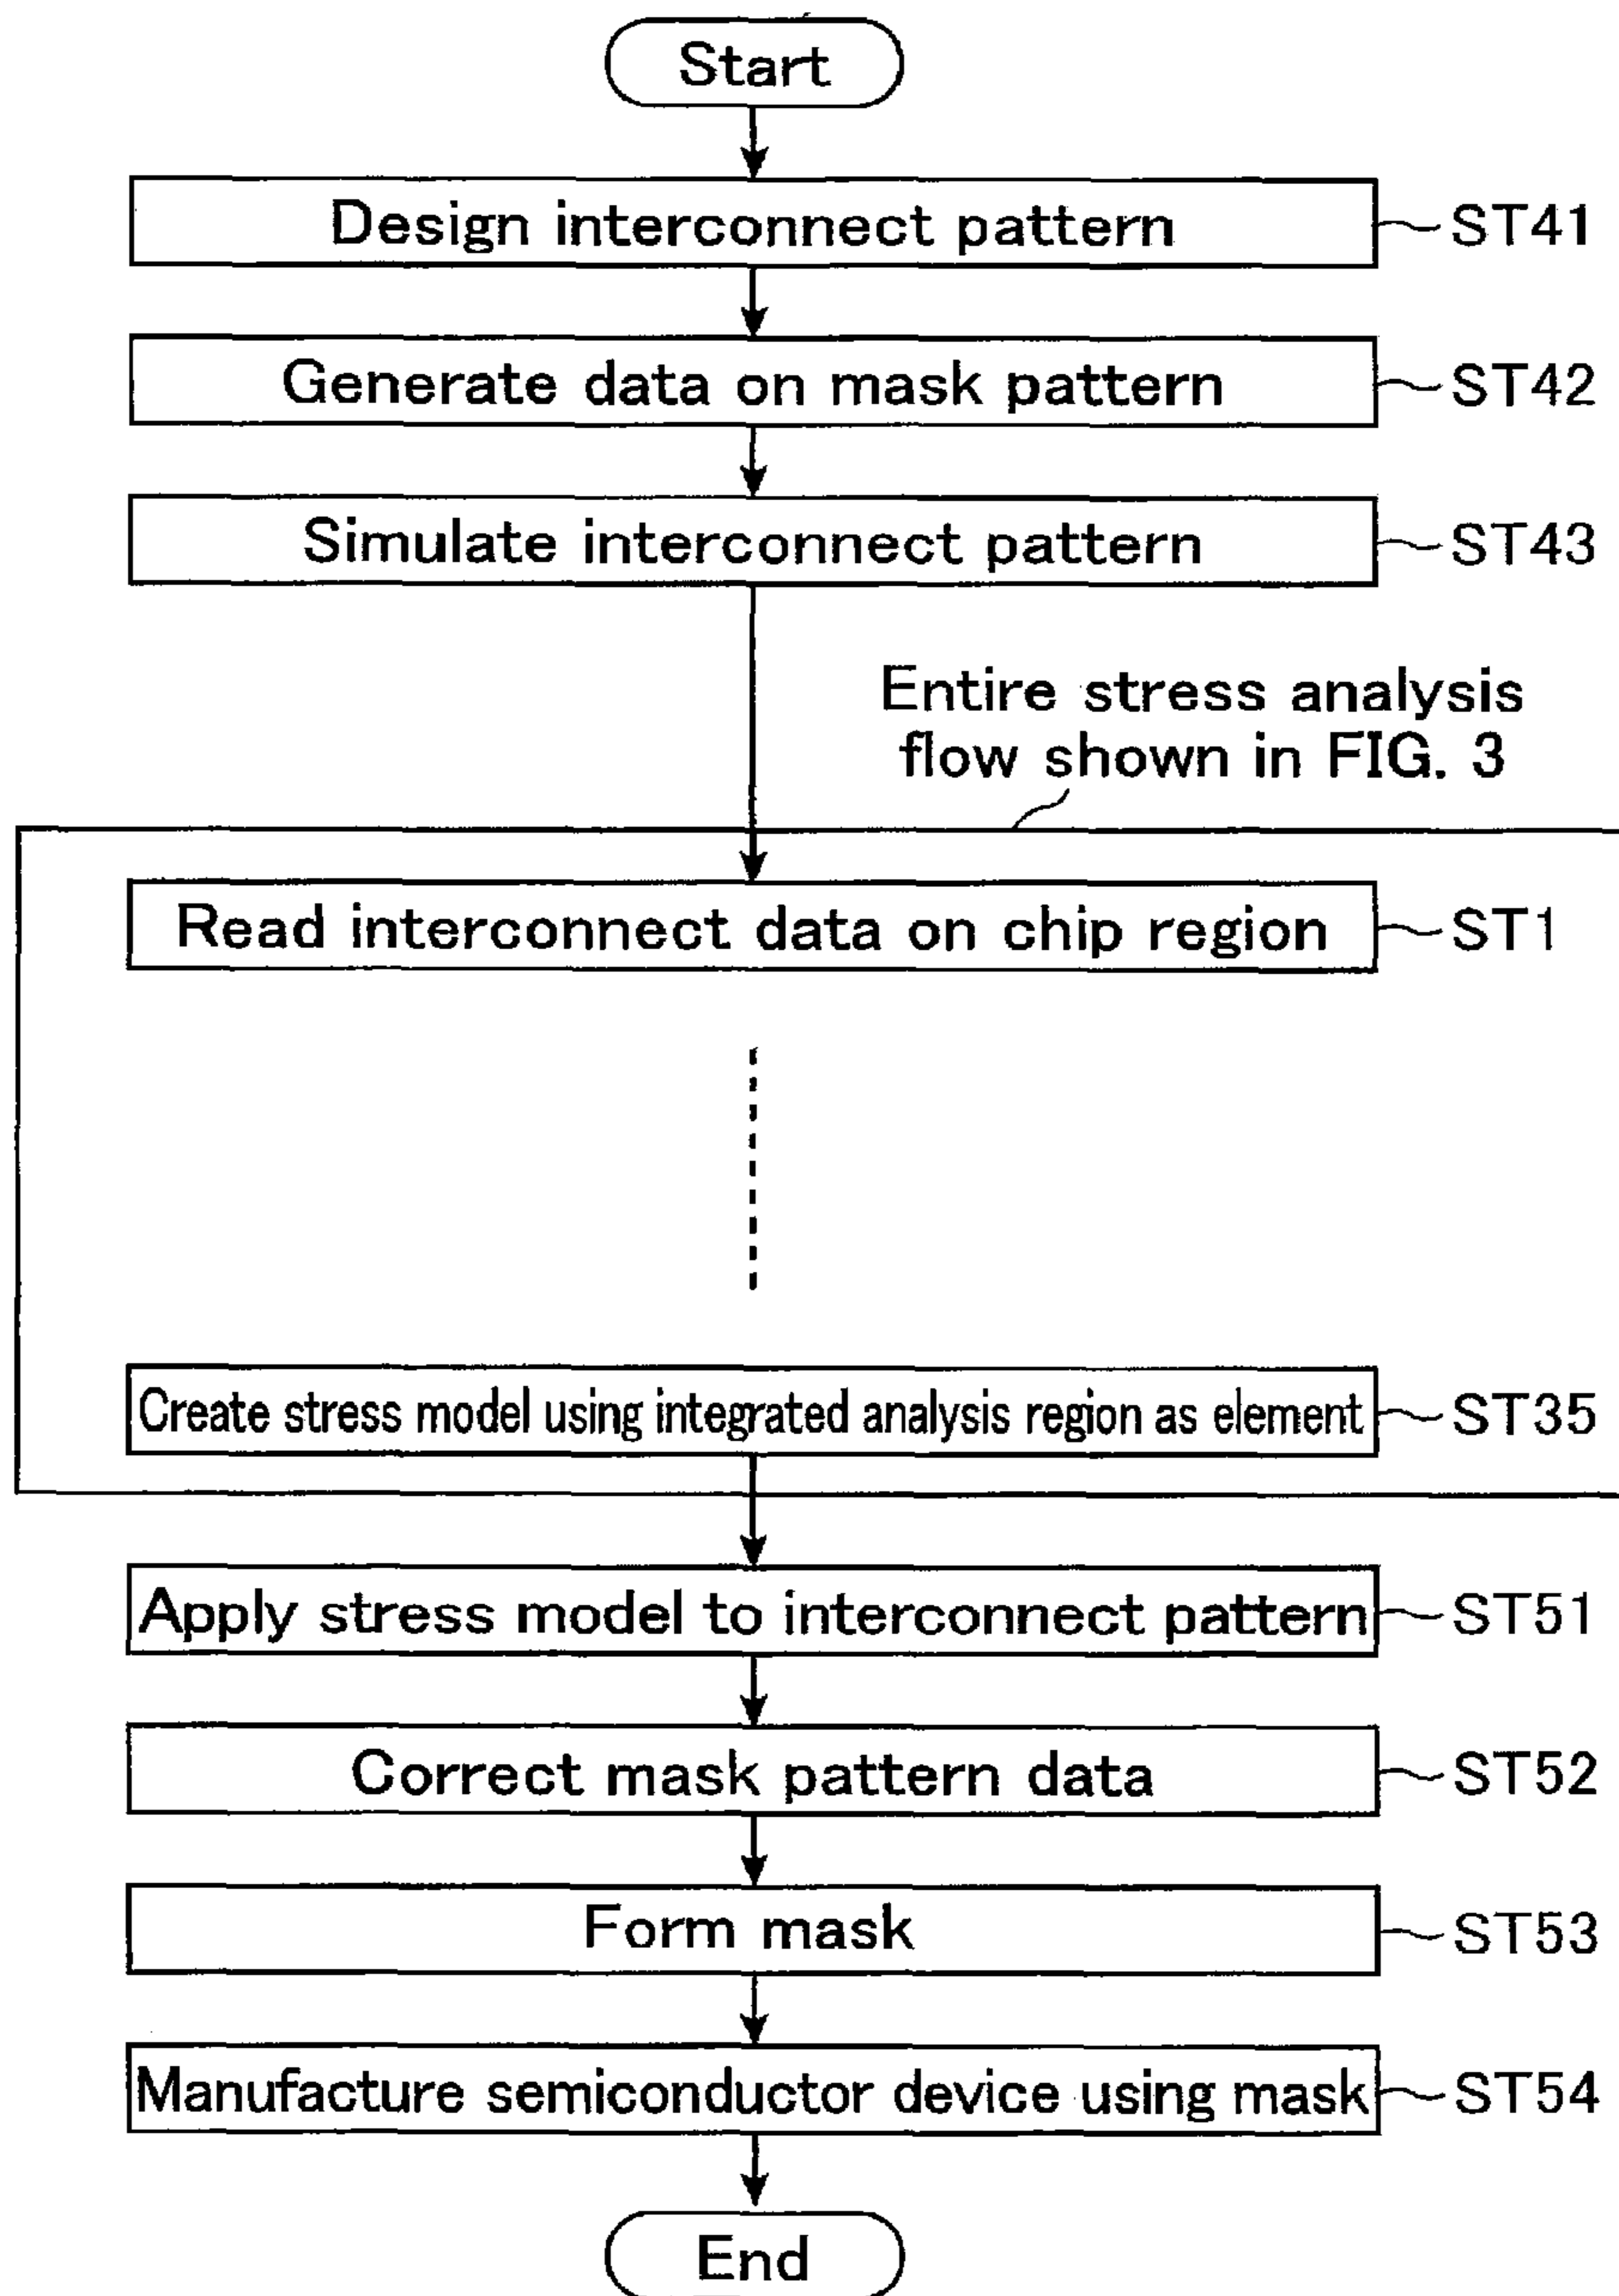 Start
Design interconnect pattern ST41
Generate data on mask pattern ST42
Simulate interconnect pattern ST43
Entire stress analysis
flow shown in FIG. 3
Read interconnect data on chip region ST1
Create stress model using integrated analysis region as element ST35
Apply stress model to interconnect pattern ST51
Correct mask pattern data ST52
Form mask ST53
Manufacture semiconductor device using mask ST54
End